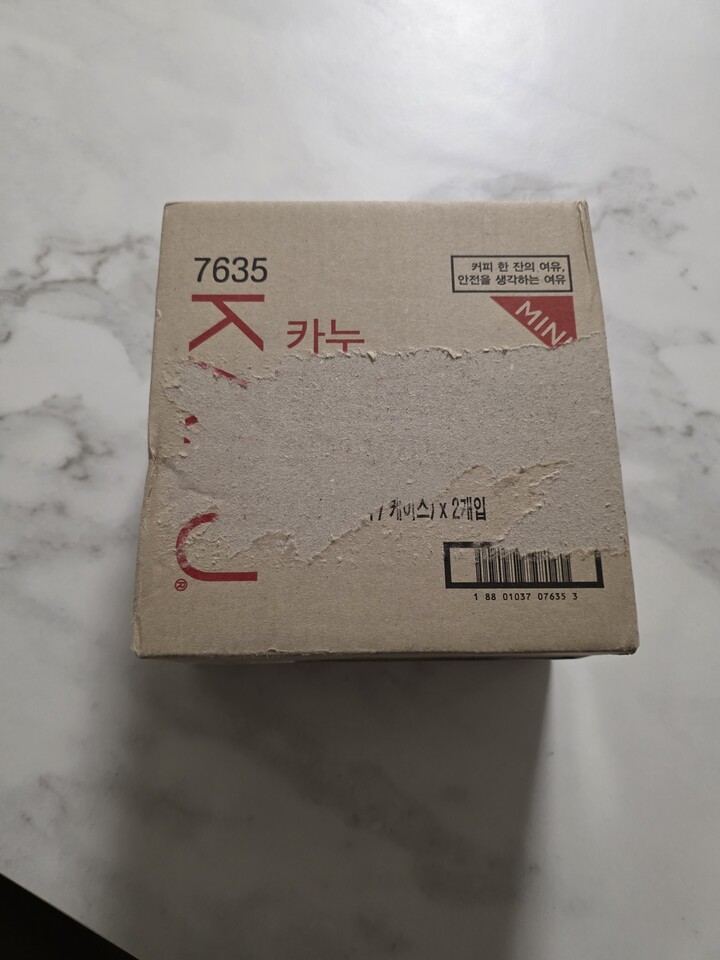 7635
커피 한 잔의 여유,
안전을 생각하는 여유
MINI
카누
K U
®
x 2개입
1 88 01037 07635 3